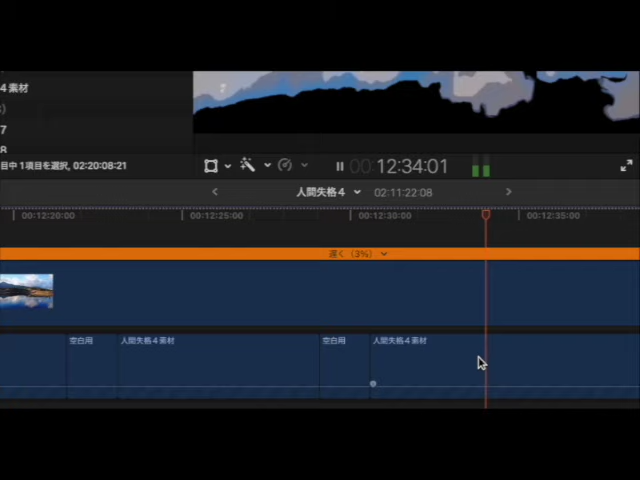 4素材
7
8
目中 1項目を選択, 02:20:08:21
00:12:34:01
人間失格4 02:11:22:08
00:12:20:00 00:12:25:00 00:12:30:00 00:12:35:00
遅く (3%)
空白用 人間失格4素材 空白用 人間失格4素材